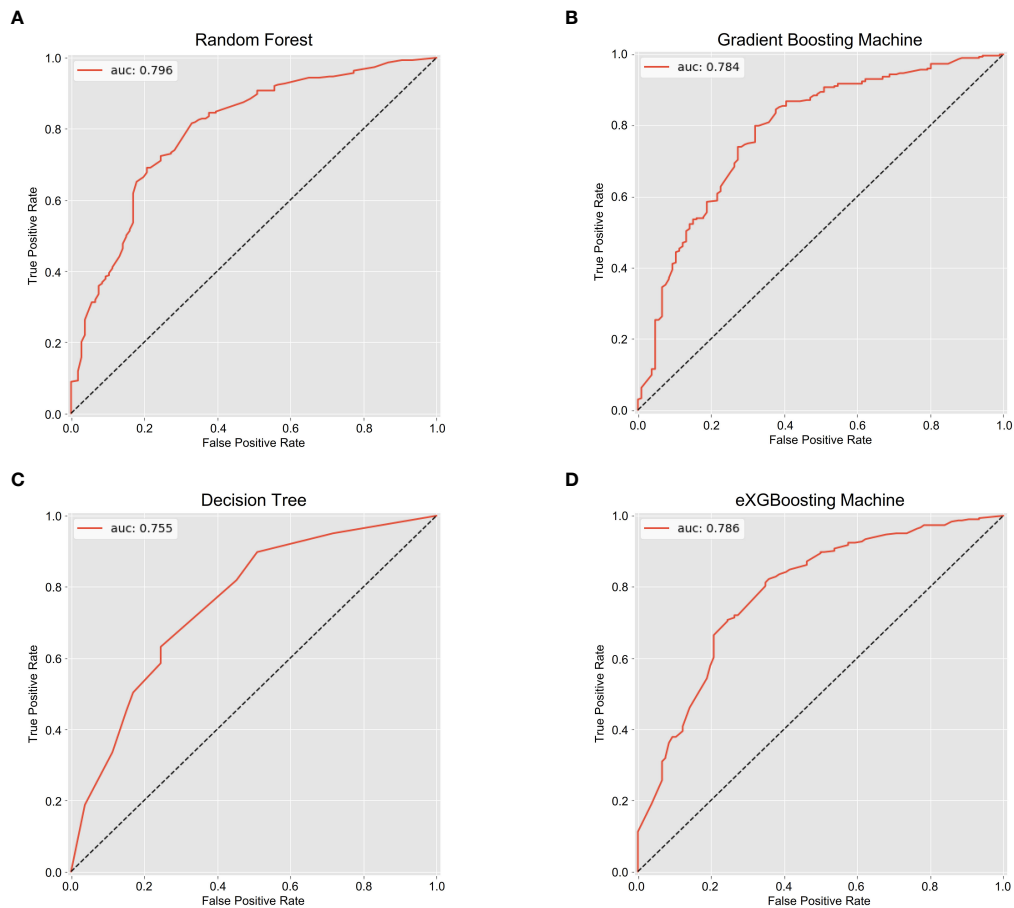 A
Random Forest
auc: 0.796
1.0
0.8
0.6
0.4
0.2
0.0
True Positive Rate
0.0 0.2 0.4 0.6 0.8 1.0
False Positive Rate
B
Gradient Boosting Machine
auc: 0.784
1.0
0.8
0.6
0.4
0.2
0.0
True Positive Rate
0.0 0.2 0.4 0.6 0.8 1.0
False Positive Rate
C
Decision Tree
auc: 0.755
1.0
0.8
0.6
0.4
0.2
0.0
True Positive Rate
0.0 0.2 0.4 0.6 0.8 1.0
False Positive Rate
D
eXGBoosting Machine
auc: 0.786
1.0
0.8
0.6
0.4
0.2
0.0
True Positive Rate
0.0 0.2 0.4 0.6 0.8 1.0
False Positive Rate